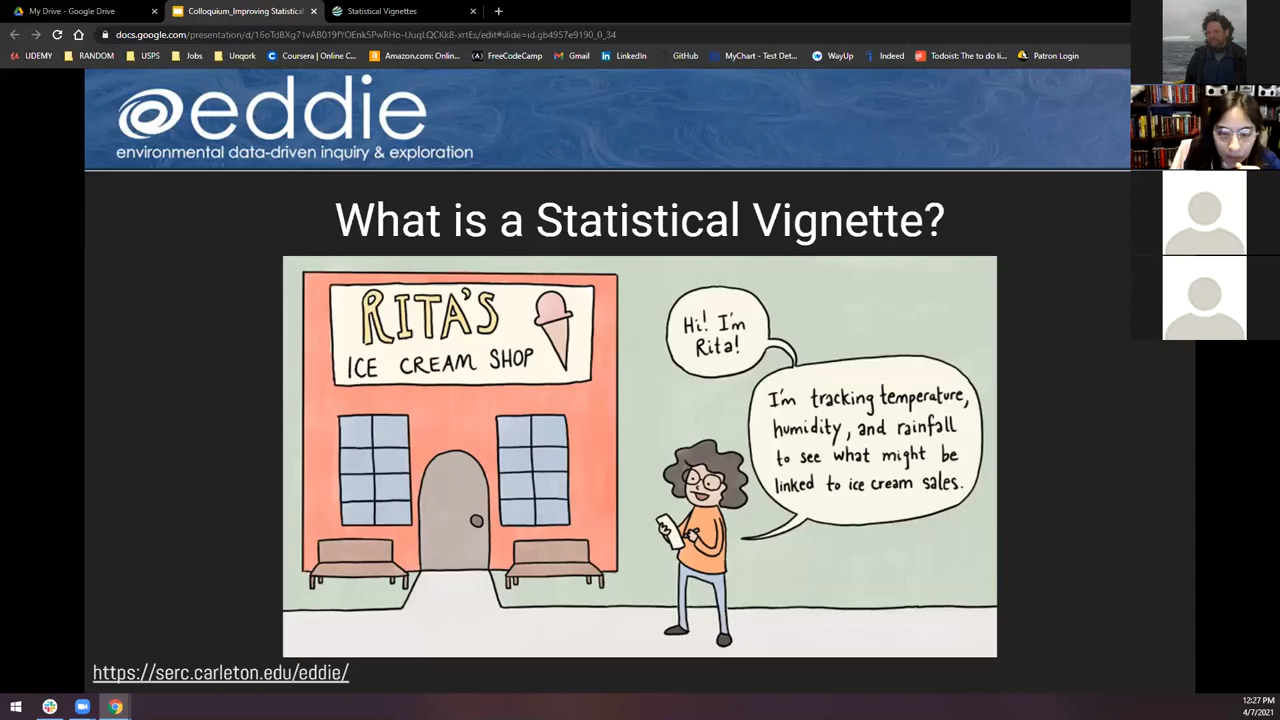 My Drive - Google Drive
Colloquium_Improving Statistical
Statistical Vignettes
docs.google.com/presentation/d/16oTdBXg71vAB019fYOEnk5PwRHo-UuqLQCKk8-xrtEs/edit#slide=id.gb4957e9190_0_34
UDEMY
RANDOM
USPS
Jobs
Unqork
Coursera | Online C...
Amazon.com: Onlin...
FreeCodeCamp
Gmail
LinkedIn
GitHub
MyChart - Test Det...
WayUp
Indeed
Todoist: The to do li...
Patron Login
eddie
environmental data-driven inquiry & exploration
What is a Statistical Vignette?
RITA'S
ICE CREAM SHOP
Hi! I'm
Rita!
I'm tracking temperature,
humidity, and rainfall
to see what might be
linked to ice cream sales.
https://serc.carleton.edu/eddie/
12:27 PM
4/7/2021